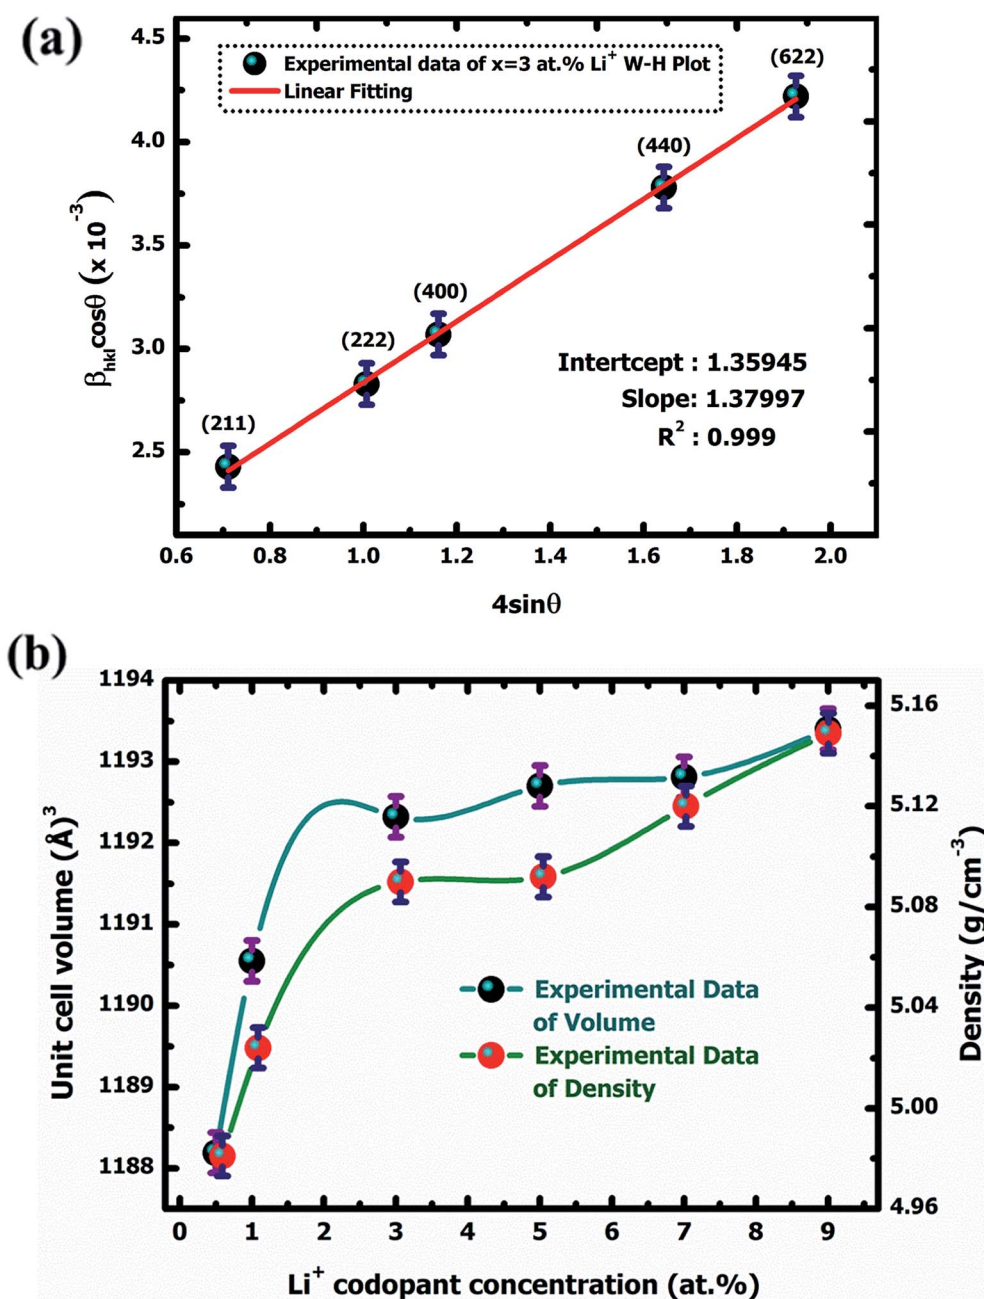 (a)
4.5
4.0
3.5
3.0
2.5
β_hkl cosθ (x 10^-3)
Experimental data of x=3 at.% Li^+ W-H Plot
Linear Fitting
(622)
(440)
(400)
(222)
(211)
Intertcept : 1.35945
Slope: 1.37997
R^2 : 0.999
0.6 0.8 1.0 1.2 1.4 1.6 1.8 2.0
4sinθ
(b)
1194
1193
1192
1191
1190
1189
1188
Unit cell volume (Å)^3
5.16
5.12
5.08
5.04
5.00
4.96
Density (g/cm^-3)
Experimental Data
of Volume
Experimental Data
of Density
0 1 2 3 4 5 6 7 8 9
Li^+ codopant concentration (at.%)